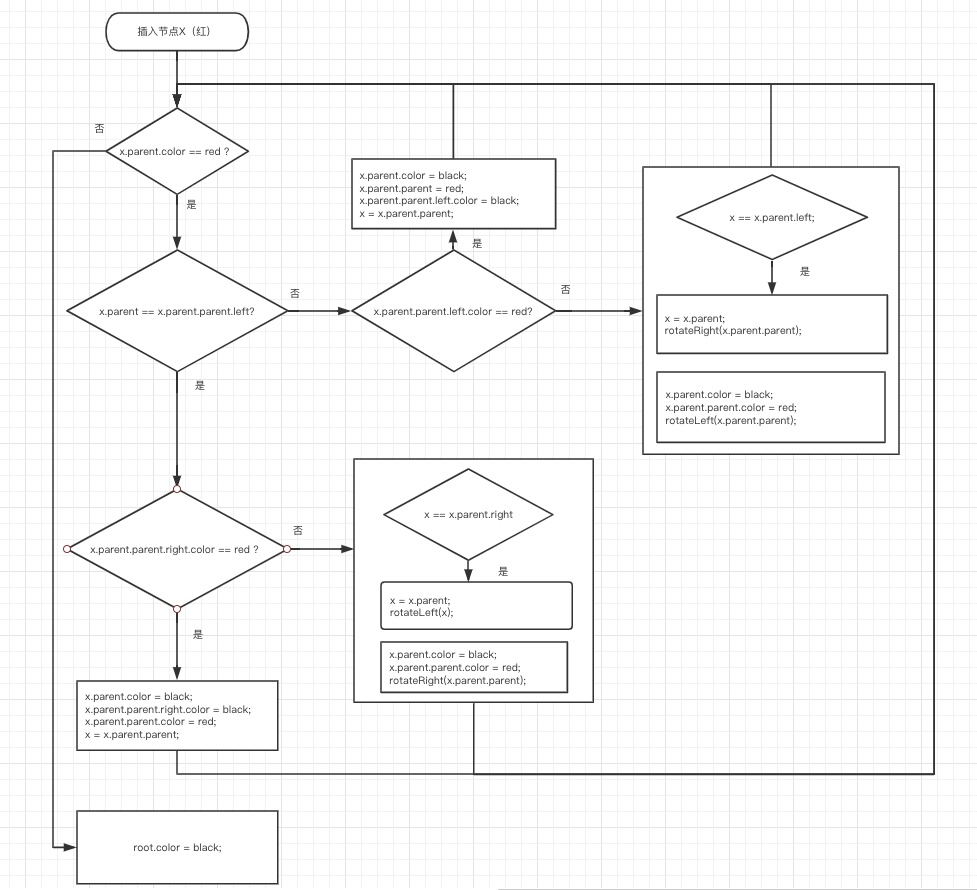 插入节点X（红）
否
x.parent.color == red ?
是
x.parent.color = black;
x.parent.parent = red;
x.parent.parent.left.color = black;
x = x.parent.parent;
是
x == x.parent.left;
是
x.parent == x.parent.parent.left?
否
x.parent.parent.left.color == red?
否
x = x.parent;
rotateRight(x.parent.parent);
x.parent.color = black;
x.parent.parent.color = red;
rotateLeft(x.parent.parent);
是
x.parent.parent.right.color == red ?
否
x == x.parent.right
是
x = x.parent;
rotateLeft(x);
x.parent.color = black;
x.parent.parent.color = red;
rotateRight(x.parent.parent);
是
x.parent.color = black;
x.parent.parent.right.color = black;
x.parent.parent.color = red;
x = x.parent.parent;
root.color = black;